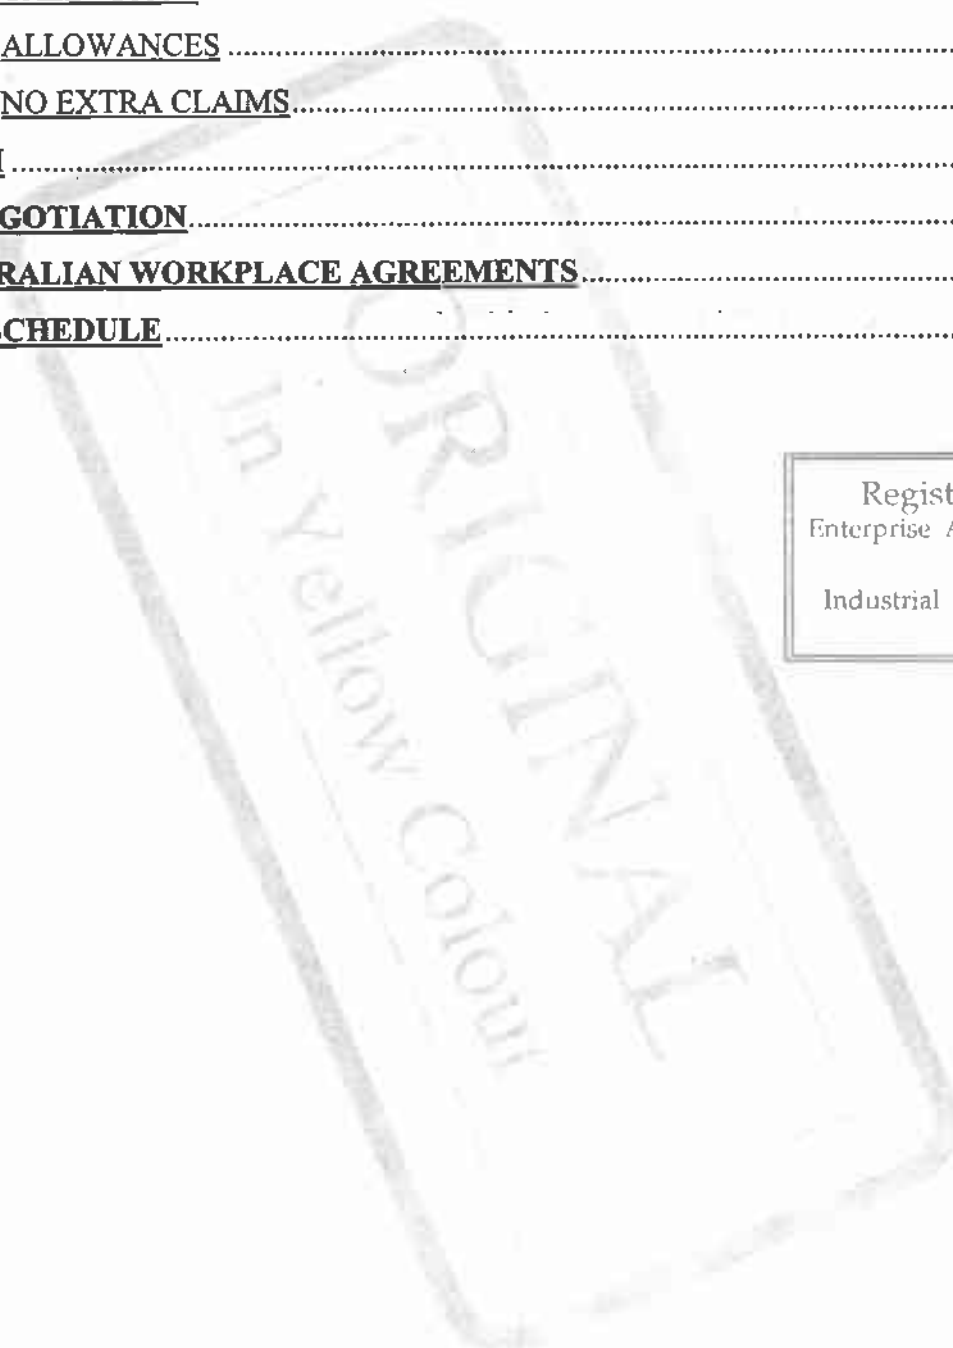 ALLOWANCES ........................................................................................................
NO EXTRA CLAIMS........................................................................................................
GOTIATION........................................................................................................
RALIAN WORKPLACE AGREEMENTS........................................................................
CHEDULE........................................................................................................
Regist
Enterprise A
Industrial
ORIGINAL
In Yellow Colour